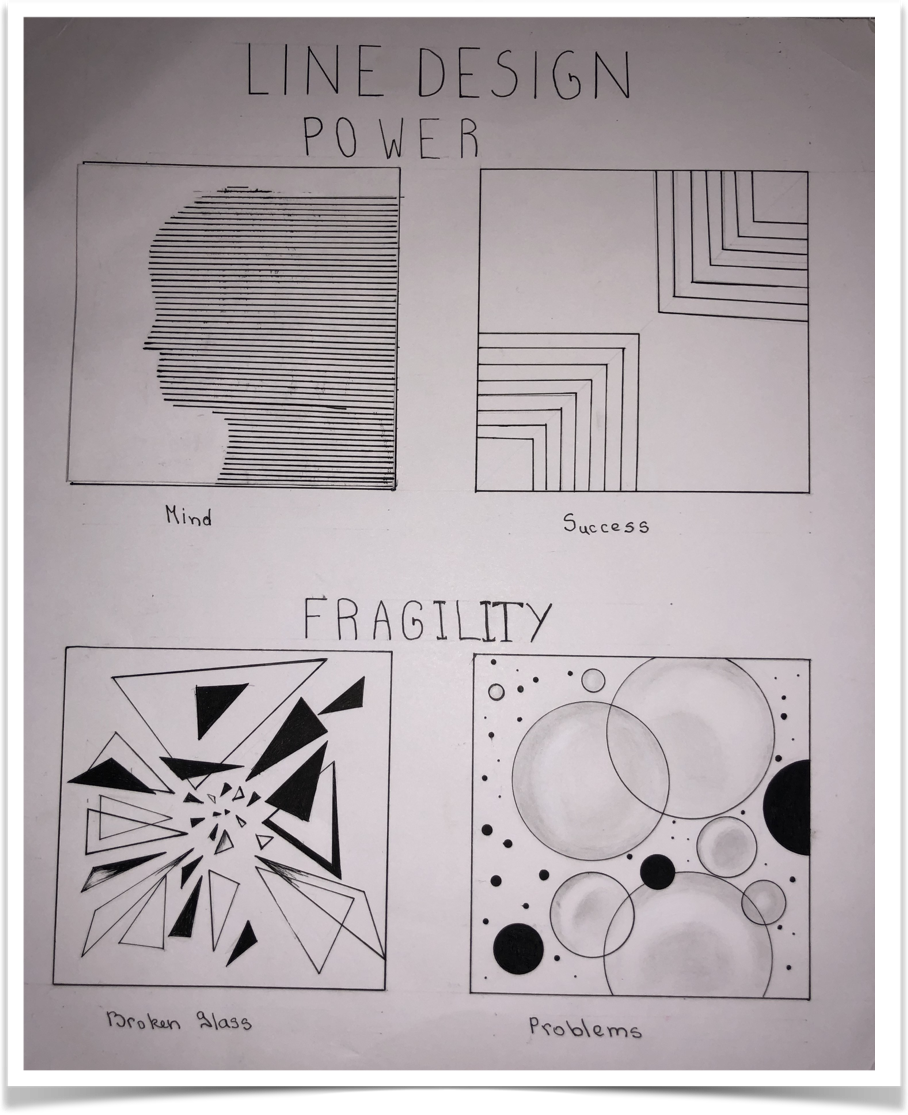 LINE DESIGN
POWER
Mind
Success
FRAGILITY
Broken Glass
Problems